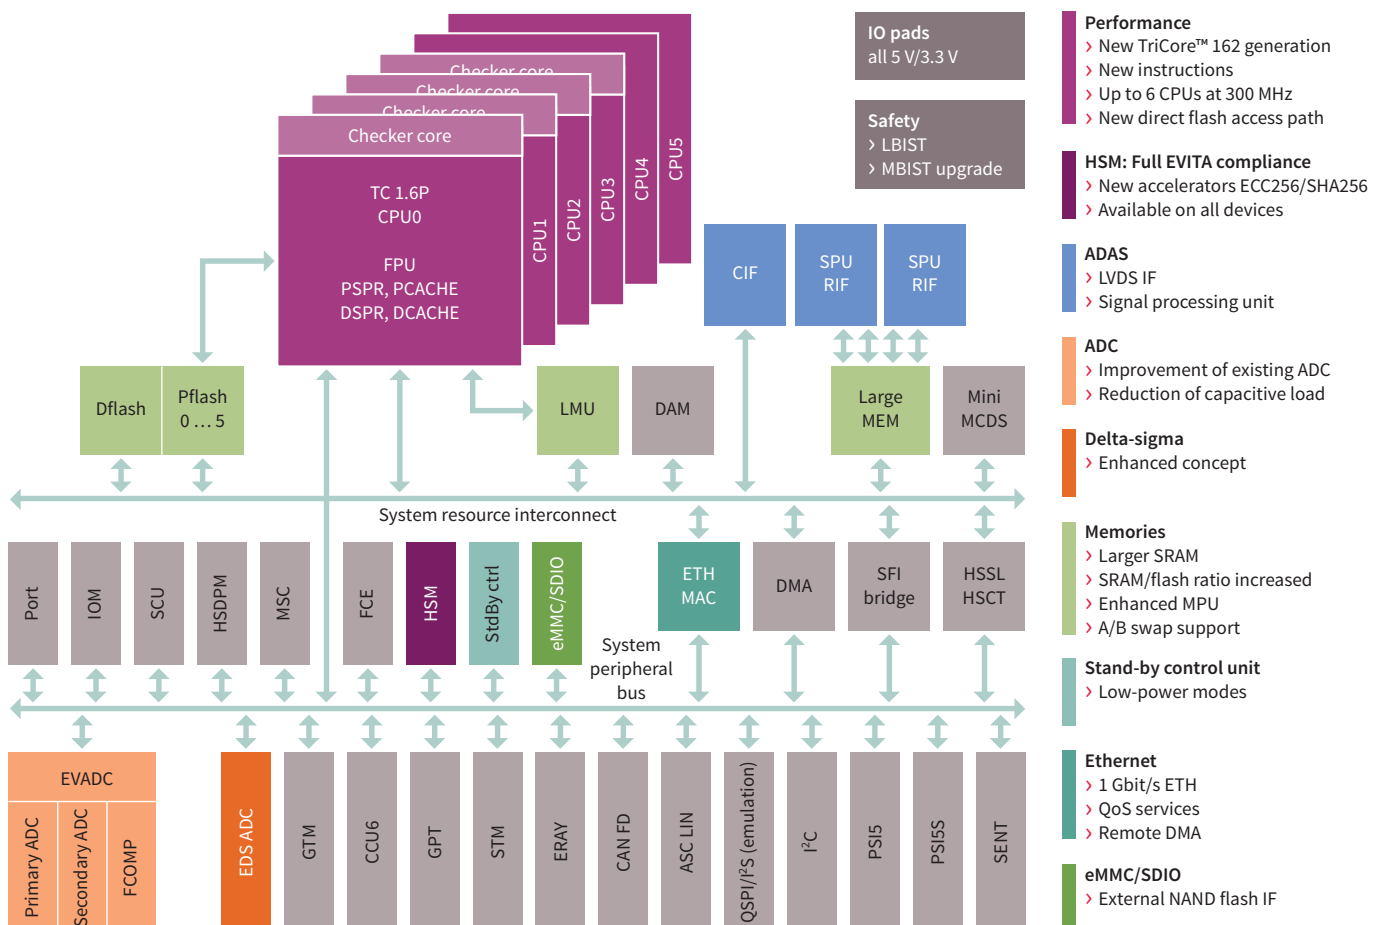 Checker core
Checker core
Checker core
Checker core
TC 1.6P
CPU0
FPU
PSPR, PCACHE
DSPR, DCACHE
CPU1
CPU2
CPU3
CPU4
CPU5
IO pads
all 5 V/3.3 V
Safety
› LBIST
› MBIST upgrade
CIF
SPU
RIF
SPU
RIF
Dflash
Pflash
0 … 5
LMU
DAM
Large
MEM
Mini
MCDS
System resource interconnect
Port
IOM
SCU
HSDPM
MSC
FCE
HSM
StdBy ctrl
eMMC/SDIO
ETH
MAC
DMA
SFI
bridge
HSSL
HSCT
System
peripheral
bus
EVADC
Primary ADC
Secondary ADC
FCOMP
EDS ADC
GTM
CCU6
GPT
STM
ERAY
CAN FD
ASC LIN
QSPI/I²S (emulation)
I²C
PSI5
PSI5S
SENT
Performance
› New TriCore™ 162 generation
› New instructions
› Up to 6 CPUs at 300 MHz
› New direct flash access path
HSM: Full EVITA compliance
› New accelerators ECC256/SHA256
› Available on all devices
ADAS
› LVDS IF
› Signal processing unit
ADC
› Improvement of existing ADC
› Reduction of capacitive load
Delta-sigma
› Enhanced concept
Memories
› Larger SRAM
› SRAM/flash ratio increased
› Enhanced MPU
› A/B swap support
Stand-by control unit
› Low-power modes
Ethernet
› 1 Gbit/s ETH
› QoS services
› Remote DMA
eMMC/SDIO
› External NAND flash IF